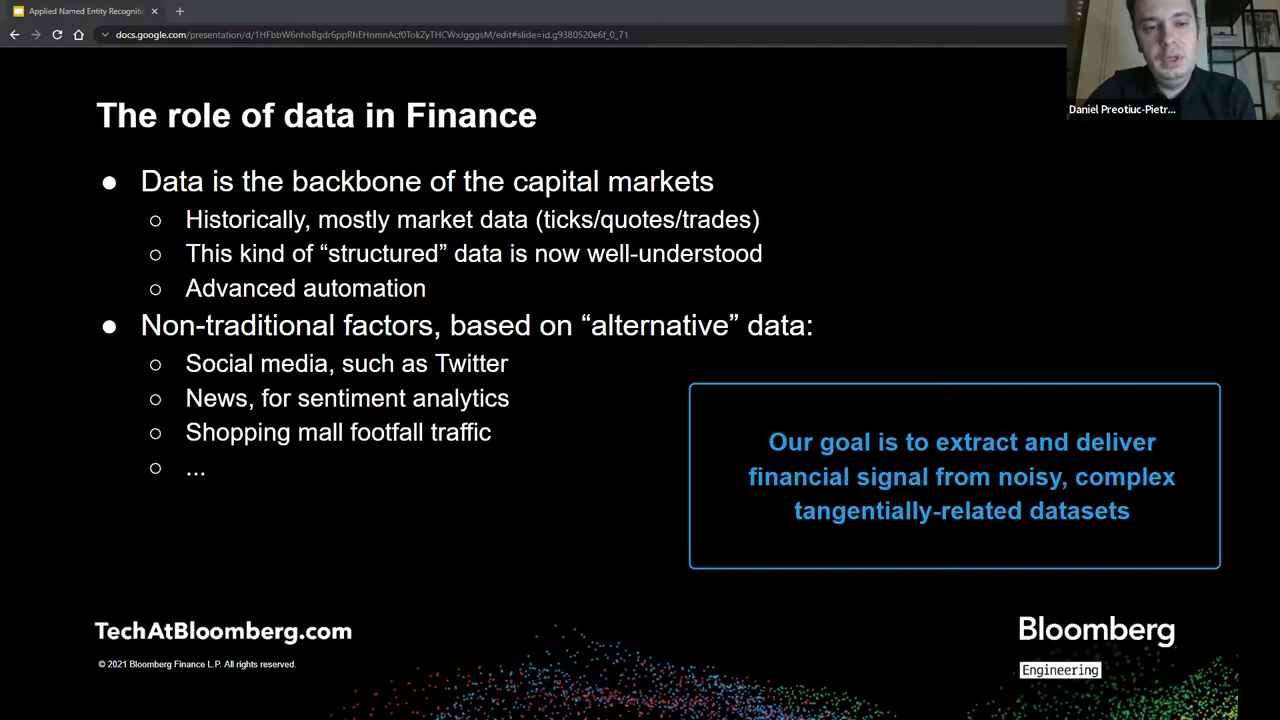 Applied Named Entity Recogniti
docs.google.com/presentation/d/1HFbbW6nhoBgdr6ppRhEHnmnAcf0TokZyTHCWxJgggsM/edit#slide=id.g9380520e6f_0_71
Daniel Preotiuc-Pietr...
The role of data in Finance
● Data is the backbone of the capital markets
○ Historically, mostly market data (ticks/quotes/trades)
○ This kind of “structured” data is now well-understood
○ Advanced automation
● Non-traditional factors, based on “alternative” data:
○ Social media, such as Twitter
○ News, for sentiment analytics
○ Shopping mall footfall traffic
○ ...
Our goal is to extract and deliver
financial signal from noisy, complex
tangentially-related datasets
TechAtBloomberg.com
© 2021 Bloomberg Finance L.P. All rights reserved.
Bloomberg
Engineering